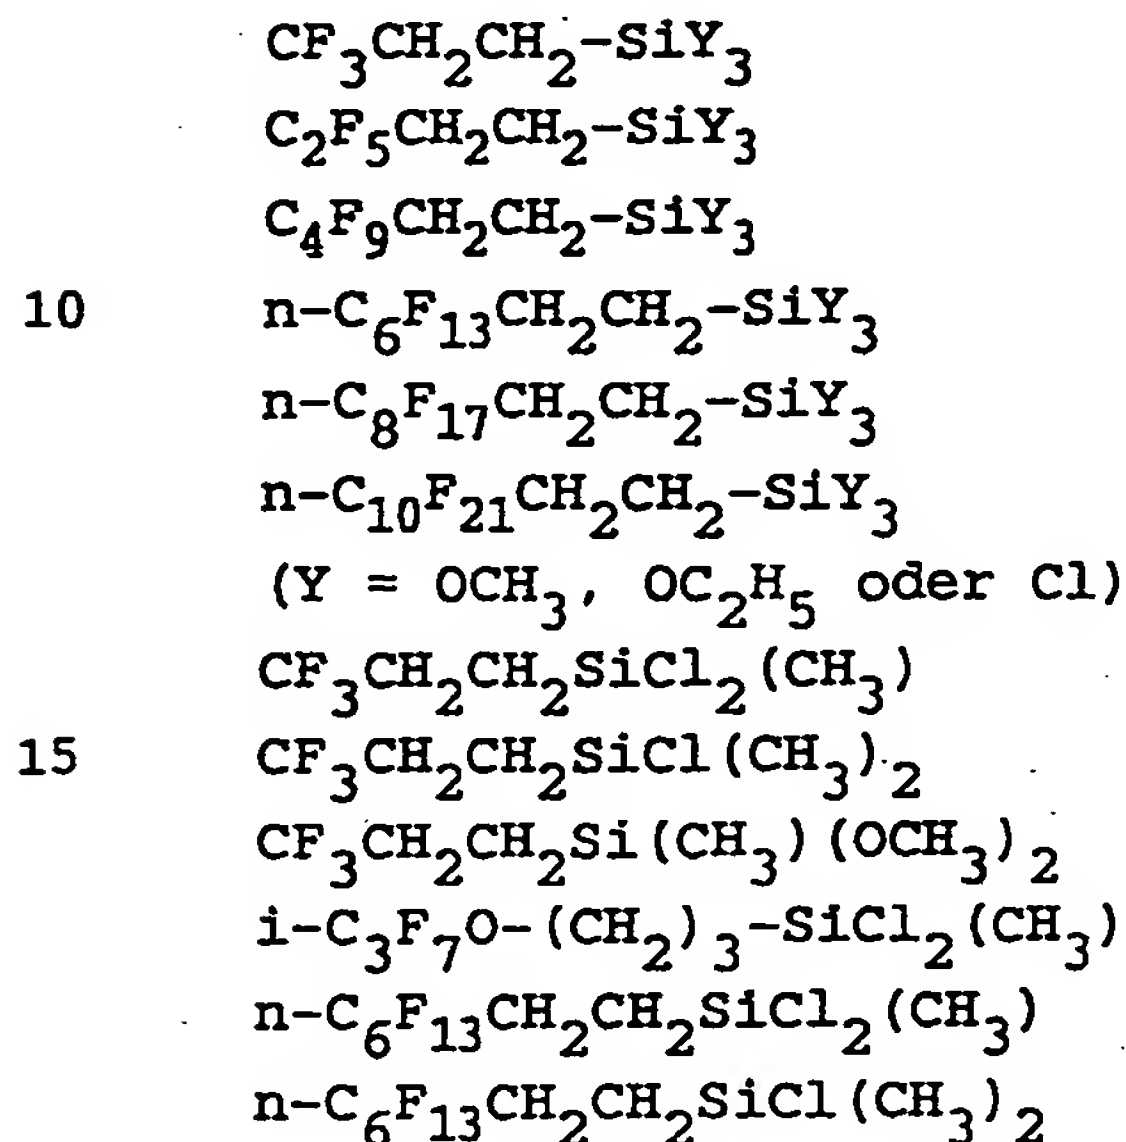 CF₃CH₂CH₂-SiY₃
C₂F₅CH₂CH₂-SiY₃
C₄F₉CH₂CH₂-SiY₃
10 n-C₆F₁₃CH₂CH₂-SiY₃
n-C₈F₁₇CH₂CH₂-SiY₃
n-C₁₀F₂₁CH₂CH₂-SiY₃
(Y = OCH₃, OC₂H₅ oder Cl)
CF₃CH₂CH₂SiCl₂(CH₃)
15 CF₃CH₂CH₂SiCl(CH₃)₂
CF₃CH₂CH₂Si(CH₃)(OCH₃)₂
i-C₃F₇O-(CH₂)₃-SiCl₂(CH₃)
n-C₆F₁₃CH₂CH₂SiCl₂(CH₃)
n-C₆F₁₃CH₂CH₂SiCl(CH₃)₂